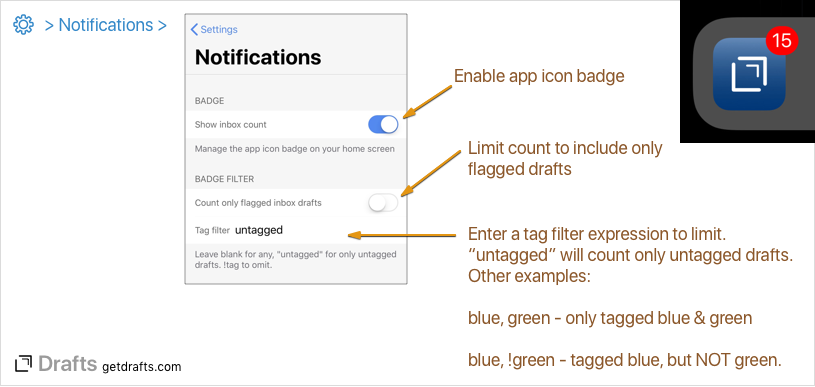 > Notifications >
Settings
Notifications
BADGE
Show inbox count
Manage the app icon badge on your home screen
BADGE FILTER
Count only flagged inbox drafts
Tag filter untagged
Leave blank for any, "untagged" for only untagged
drafts. !tag to omit.
15
Enable app icon badge
Limit count to include only
flagged drafts
Enter a tag filter expression to limit.
“untagged” will count only untagged drafts.
Other examples:
blue, green - only tagged blue & green
blue, !green - tagged blue, but NOT green.
Drafts getdrafts.com